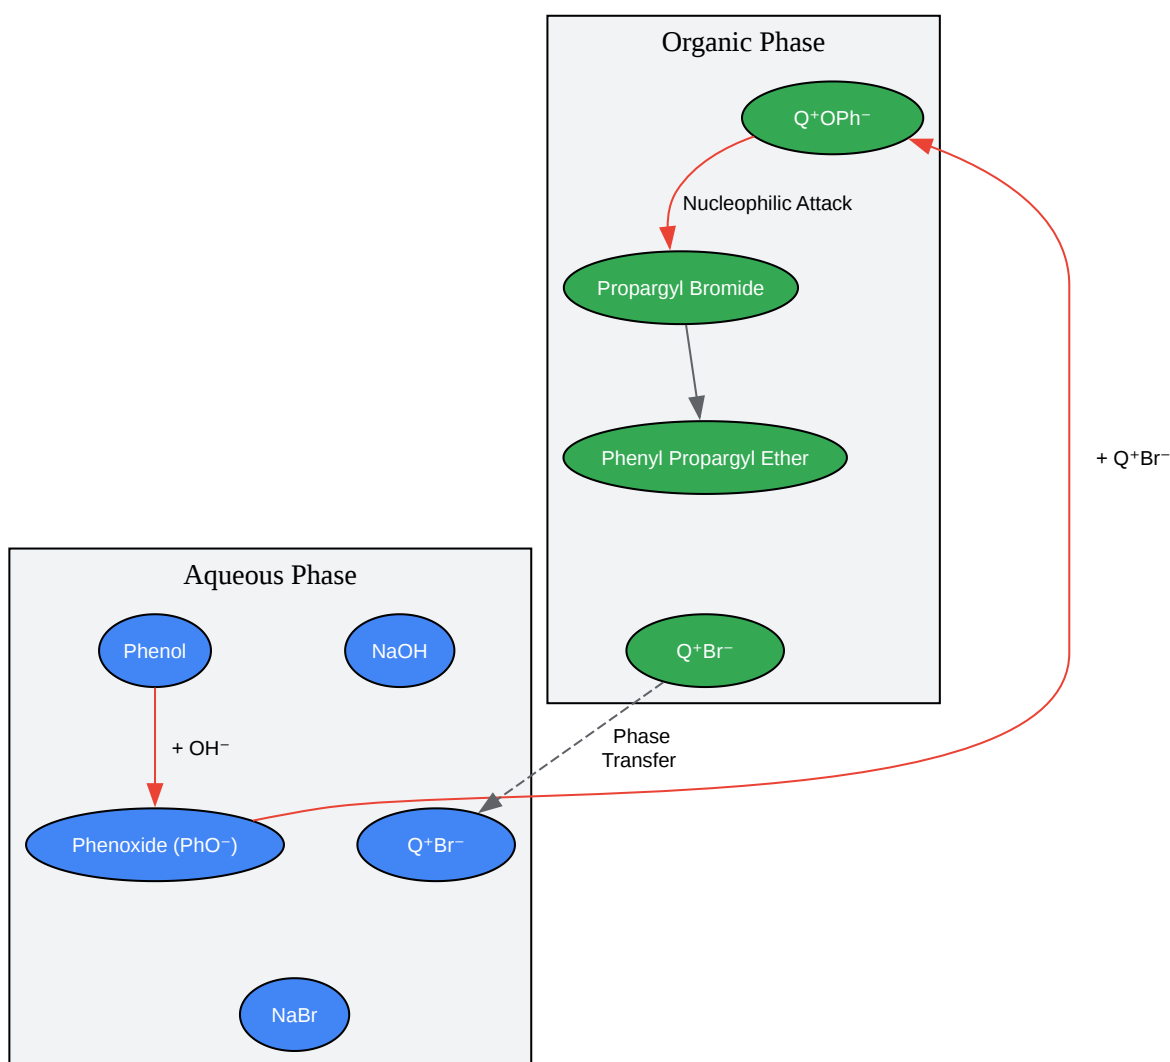 Organic Phase
Q⁺OPh⁻
Nucleophilic Attack
Propargyl Bromide
Phenyl Propargyl Ether
+ Q⁺Br⁻
Aqueous Phase
Phenol
NaOH
Q⁺Br⁻
+ OH⁻
Phase
Transfer
Phenoxide (PhO⁻)
Q⁺Br⁻
NaBr